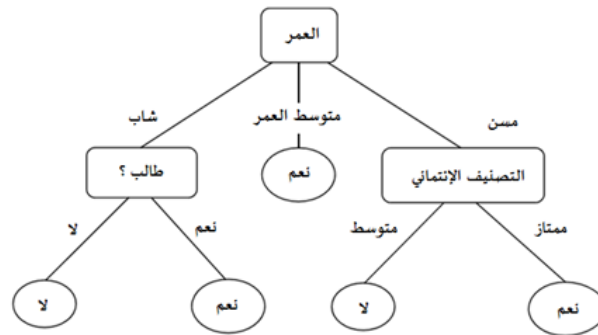 العمر
مسن
متوسط العمر
شاب
التصنيف الإئتماني
نعم
طالب ؟
ممتاز
متوسط
نعم
لا
نعم
لا
نعم
لا